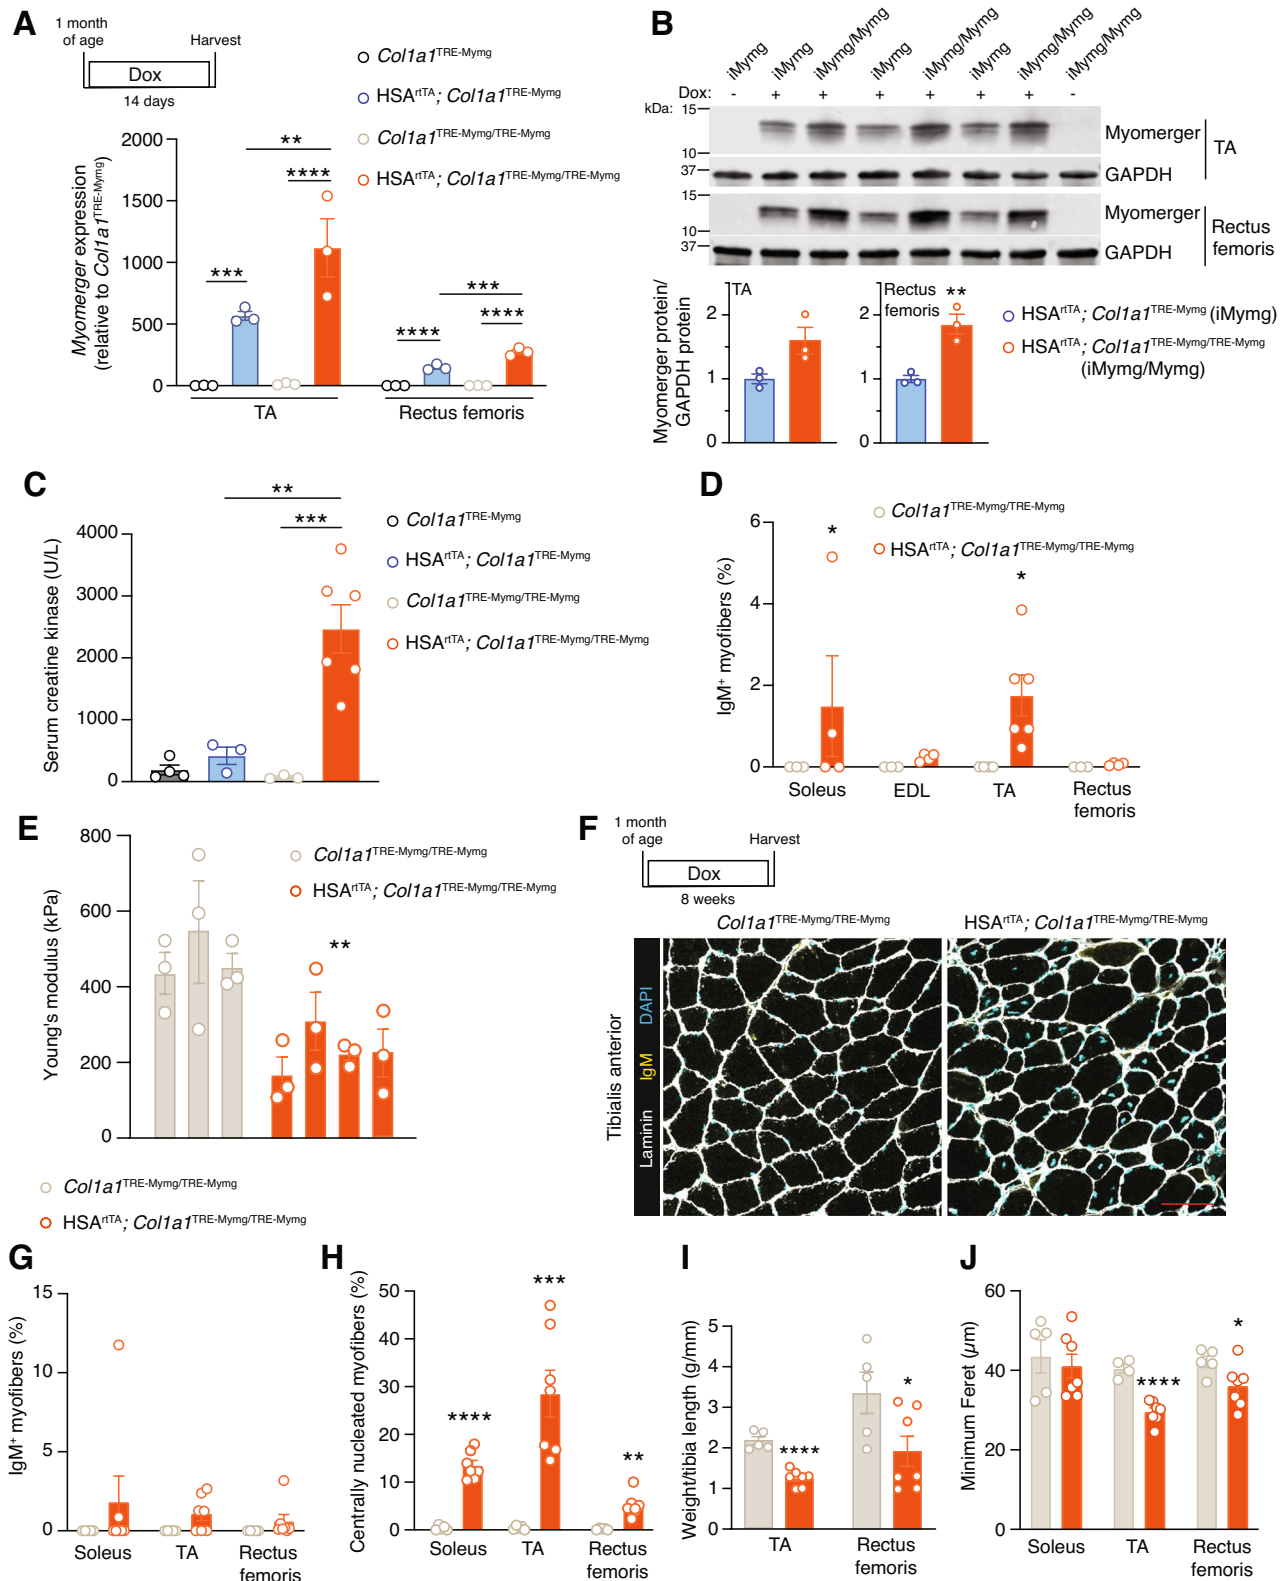 A
1 month
of age
Harvest
Dox
14 days
Col1a1TRE-Mymg
HSArtTA; Col1a1TRE-Mymg
Col1a1TRE-Mymg/TRE-Mymg
HSArtTA; Col1a1TRE-Mymg/TRE-Mymg
Myomerger expression
(relative to Col1a1TRE-Mymg)
2000
1500
1000
500
0
**
****
***
***
****
****
TA
Rectus femoris
B
iMymg
iMymg
iMymg/Mymg
iMymg
iMymg/Mymg
iMymg
iMymg/Mymg
iMymg/Mymg
Dox: - + + + + + + -
kDa:
15
10
37
15
10
37
Myomerger
GAPDH
TA
Myomerger
GAPDH
Rectus
femoris
Myomerger protein/
GAPDH protein
TA
2
1
0
Rectus
femoris
**
2
1
0
HSArtTA; Col1a1TRE-Mymg (iMymg)
HSArtTA; Col1a1TRE-Mymg/TRE-Mymg
(iMymg/Mymg)
C
Serum creatine kinase (U/L)
4000
3000
2000
1000
0
**
***
Col1a1TRE-Mymg
HSArtTA; Col1a1TRE-Mymg
Col1a1TRE-Mymg/TRE-Mymg
HSArtTA; Col1a1TRE-Mymg/TRE-Mymg
D
IgM+ myofibers (%)
6
4
2
0
*
*
Col1a1TRE-Mymg/TRE-Mymg
HSArtTA; Col1a1TRE-Mymg/TRE-Mymg
Soleus
EDL
TA
Rectus
femoris
E
Young's modulus (kPa)
800
600
400
200
0
**
Col1a1TRE-Mymg/TRE-Mymg
HSArtTA; Col1a1TRE-Mymg/TRE-Mymg
F
1 month
of age
Harvest
Dox
8 weeks
Col1a1TRE-Mymg/TRE-Mymg
HSArtTA; Col1a1TRE-Mymg/TRE-Mymg
Tibialis anterior
Laminin IgM DAPI
Col1a1TRE-Mymg/TRE-Mymg
HSArtTA; Col1a1TRE-Mymg/TRE-Mymg
G
IgM+ myofibers (%)
15
10
5
0
Soleus
TA
Rectus
femoris
H
Centrally nucleated myofibers (%)
50
40
30
20
10
0
****
***
**
Soleus
TA
Rectus
femoris
I
Weight/tibia length (g/mm)
5
4
3
2
1
0
****
*
TA
Rectus
femoris
J
Minimum Feret (µm)
60
40
20
0
****
*
Soleus
TA
Rectus
femoris